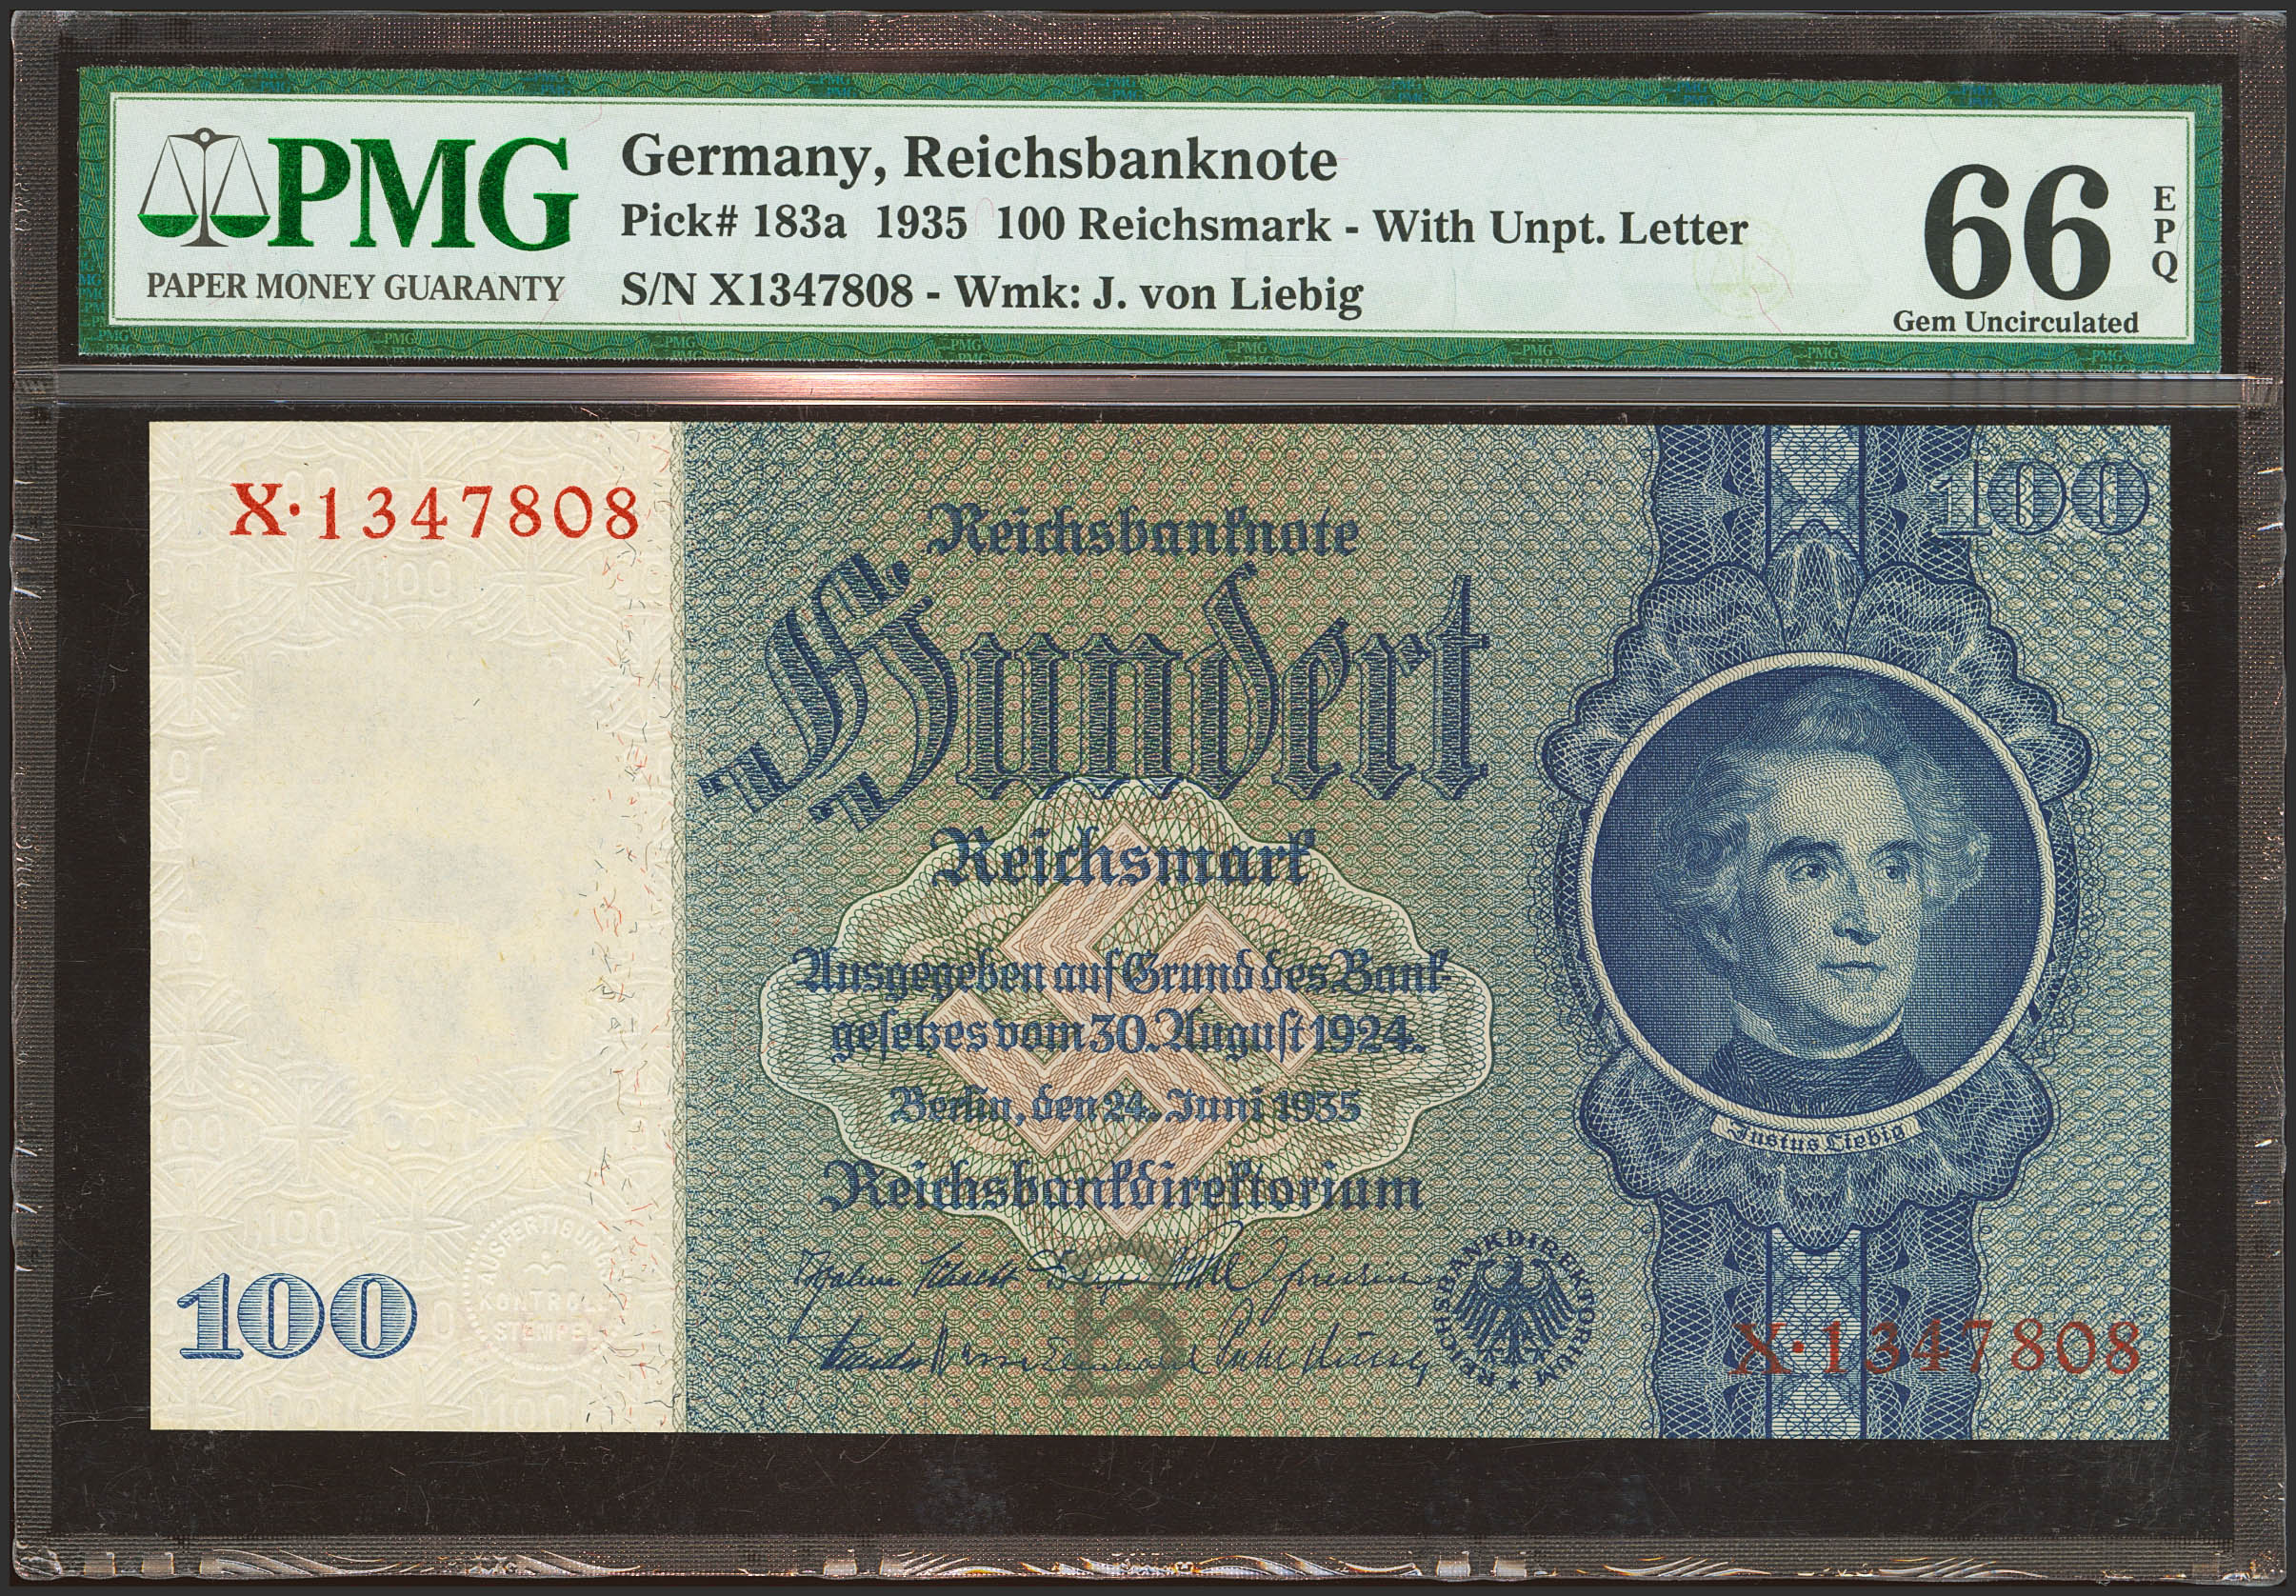 PMG
PAPER MONEY GUARANTY
Germany, Reichsbanknote
Pick# 183a 1935 100 Reichsmark - With Unpt. Letter
S/N X1347808 - Wmk: J. von Liebig
66
EPQ
Gem Uncirculated
X·1347808
100
Reichsbanknote
Hundert
Reichsmark
Ausgegeben auf Grund des Bank-
gesetzes vom 30. August 1924.
Berlin, den 24. Juni 1935
Reichsbankdirektorium
Justus Liebig
100
AUSFERTIGUNG
KONTROLL
STEMPEL
B
REICHSBANKDIREKTORIUM
X·1347808